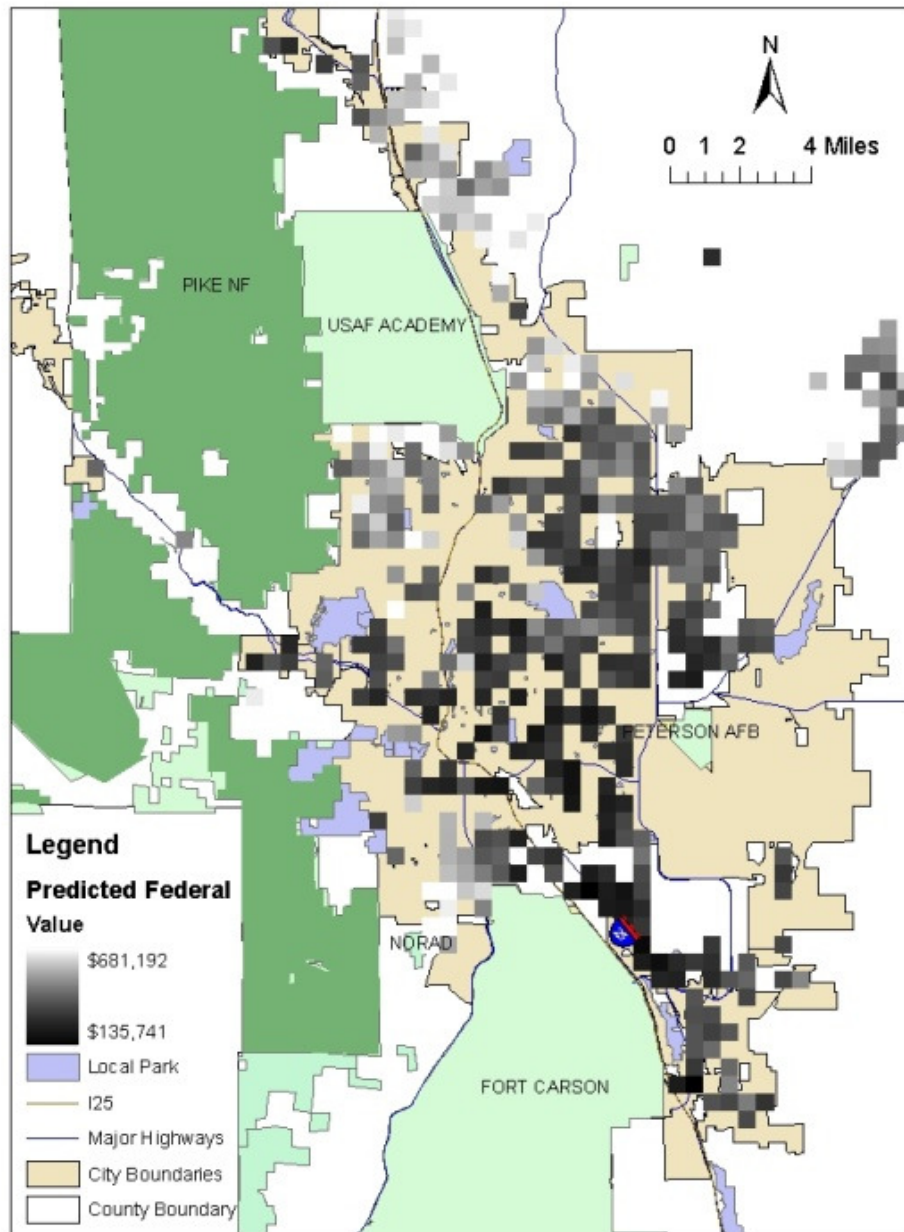 N
0 1 2 4 Miles
PIKE NF
USAF ACADEMY
PETERSON AFB
Legend
Predicted Federal
Value
$681,192
$135,741
Local Park
I25
Major Highways
City Boundaries
County Boundary
NORAD
FORT CARSON